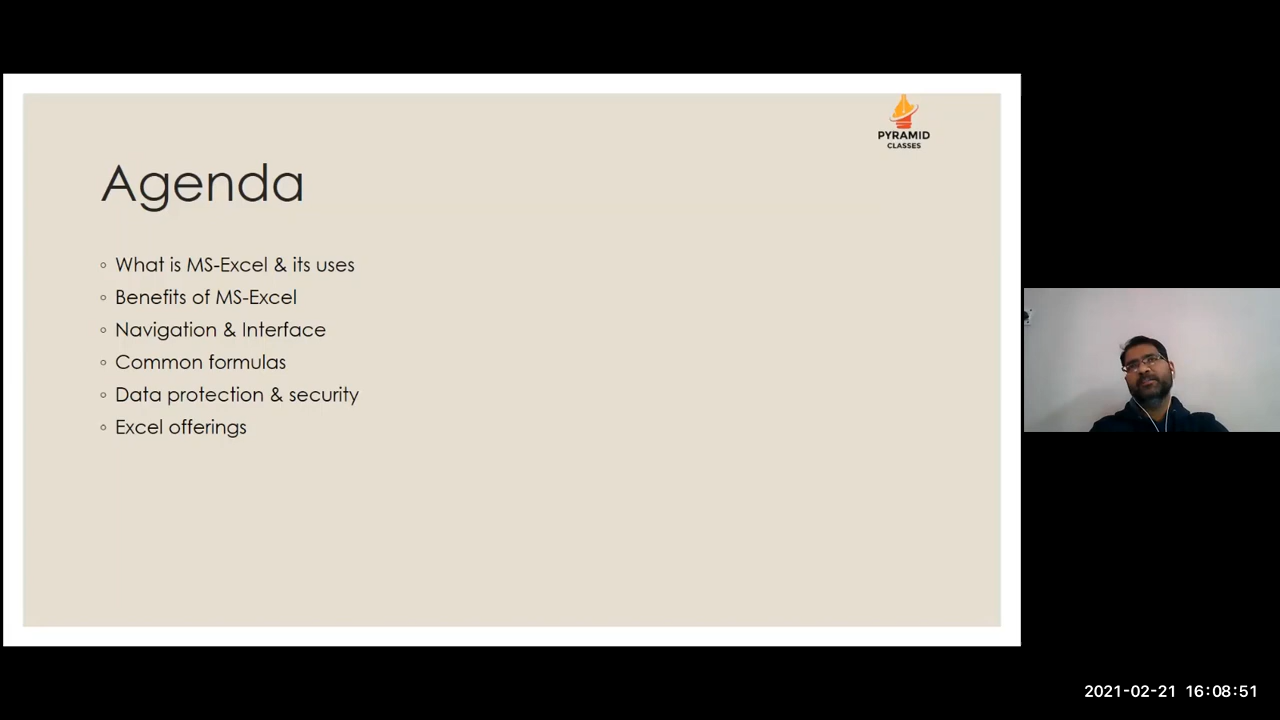 PYRAMID
CLASSES
Agenda
What is MS-Excel & its uses
Benefits of MS-Excel
Navigation & Interface
Common formulas
Data protection & security
Excel offerings
2021-02-21 16:08:51